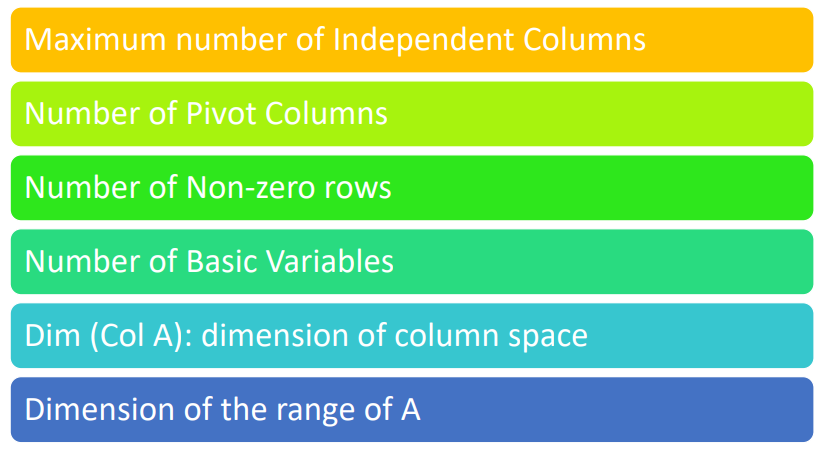 Maximum number of Independent Columns
Number of Pivot Columns
Number of Non-zero rows
Number of Basic Variables
Dim (Col A): dimension of column space
Dimension of the range of A